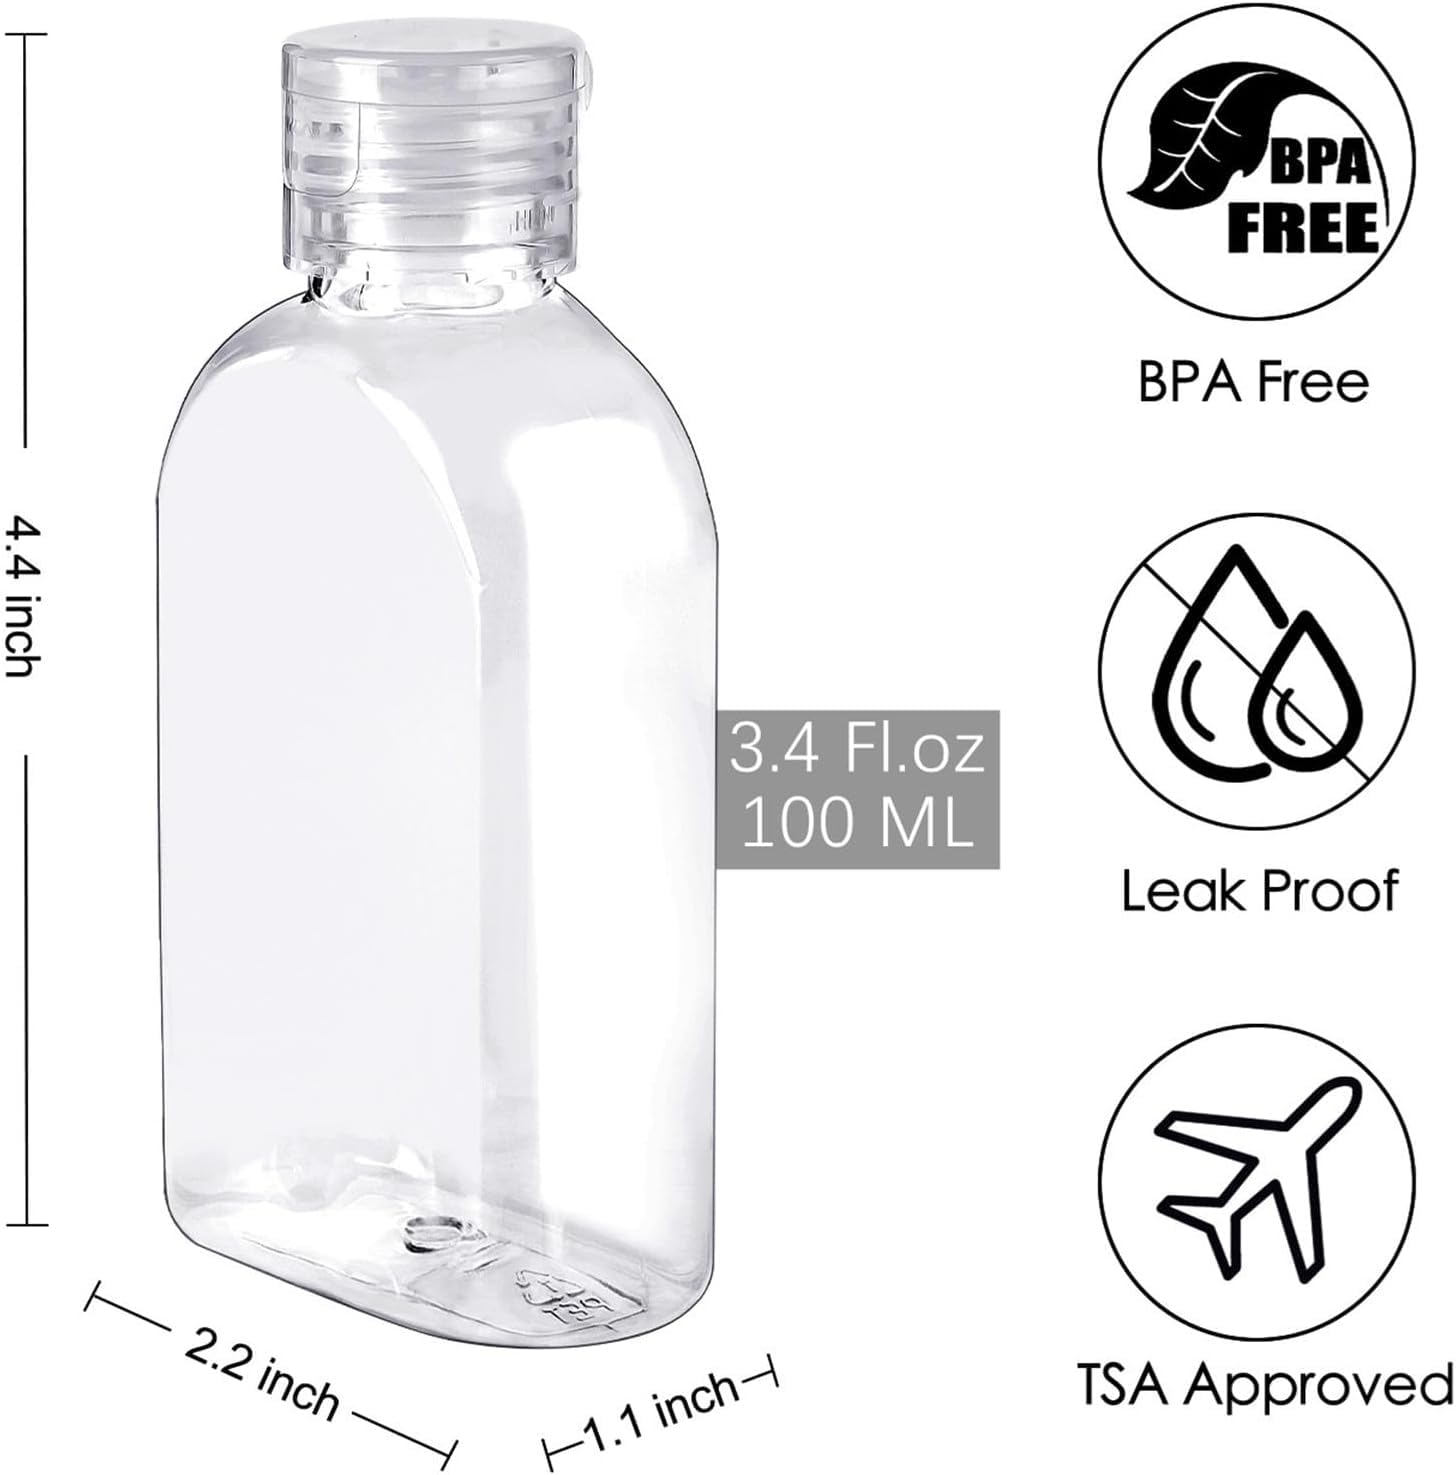 BPA
FREE
BPA Free
4.4 inch
3.4 Fl.oz
100 ML
Leak Proof
2.2 inch
1.1 inch
TSA Approved
PET